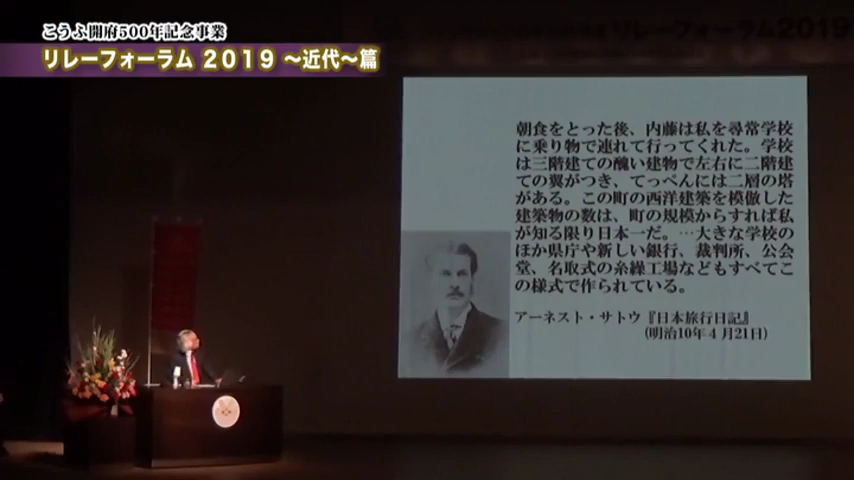 こうふ開府500年記念事業
リレーフォーラム 2019 〜近代〜篇
リレーフォーラム2019
朝食をとった後、内藤は私を尋常学校
に乗り物で連れて行ってくれた。学校
は三階建ての醜い建物で左右に二階建
ての翼がつき、てっぺんには二層の塔
がある。この町の西洋建築を模倣した
建築物の数は、町の規模からすれば私
が知る限り日本一だ。…大きな学校の
ほか県庁や新しい銀行、裁判所、公会
堂、名取式の糸繰工場などもすべてこ
の様式で作られている。
アーネスト・サトウ『日本旅行日記』
(明治10年４月21日)